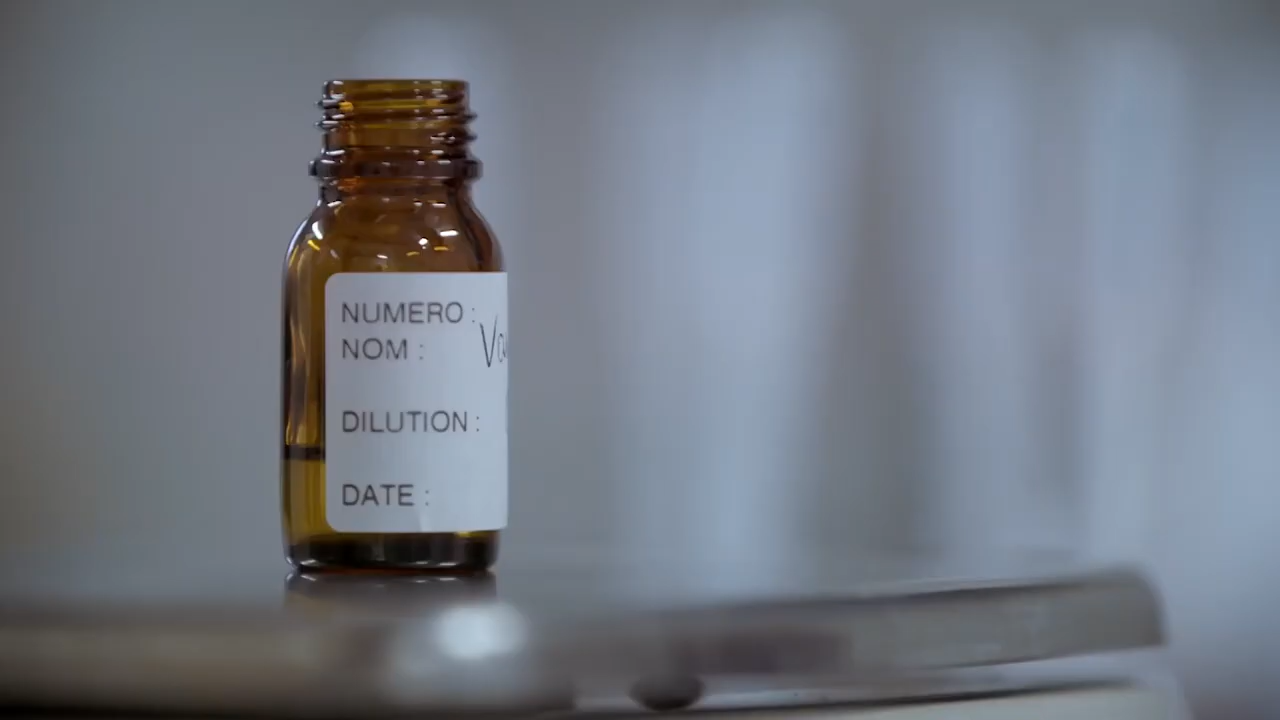 NUMERO :
NOM :
DILUTION :
DATE :